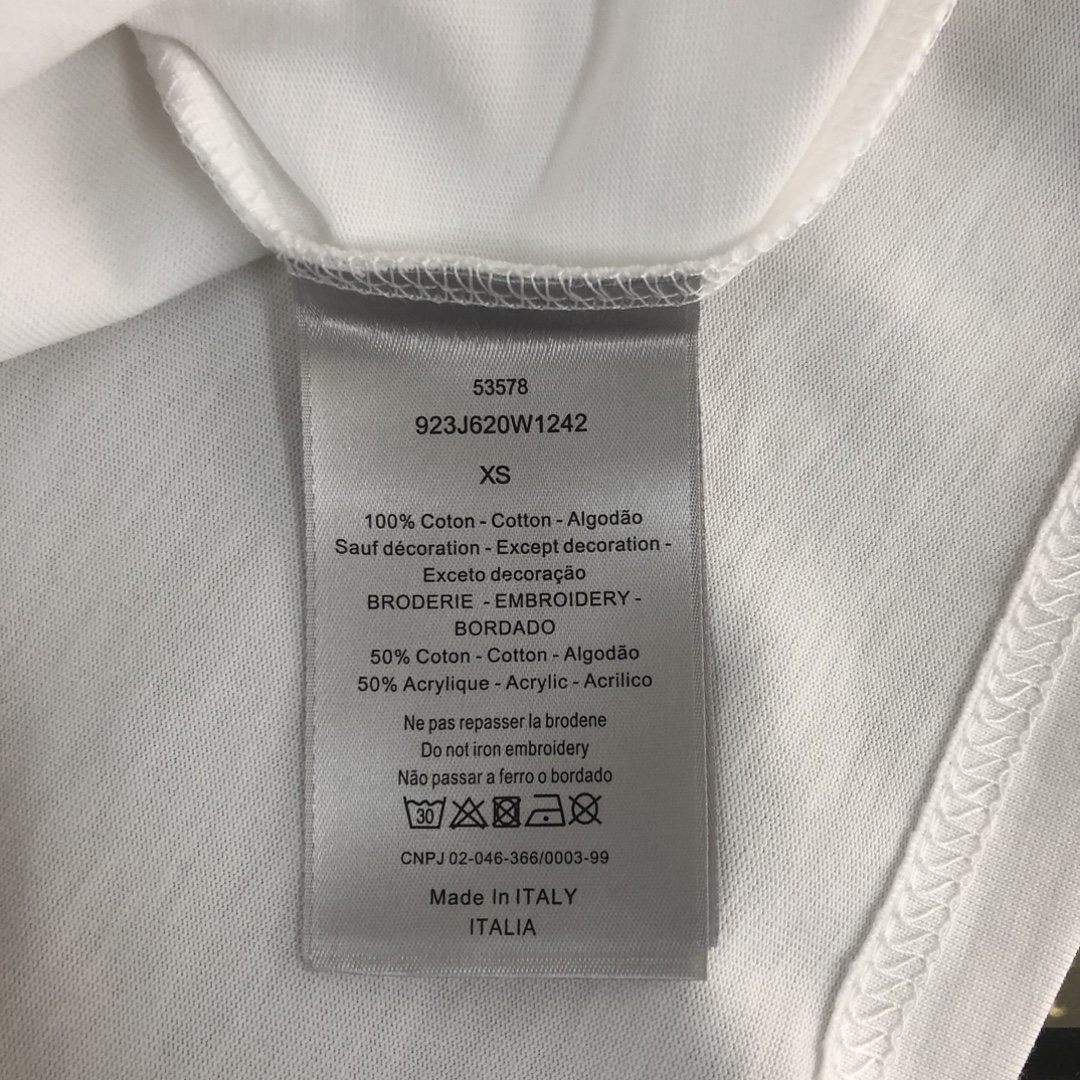 53578
923J620W1242
XS
100% Coton - Cotton - Algodão
Sauf décoration - Except decoration -
Exceto decoração
BRODERIE - EMBROIDERY -
BORDADO
50% Coton - Cotton - Algodão
50% Acrylique - Acrylic - Acrilico
Ne pas repasser la brodene
Do not iron embroidery
Não passar a ferro o bordado
30
CNPJ 02-046-366/0003-99
Made In ITALY
ITALIA